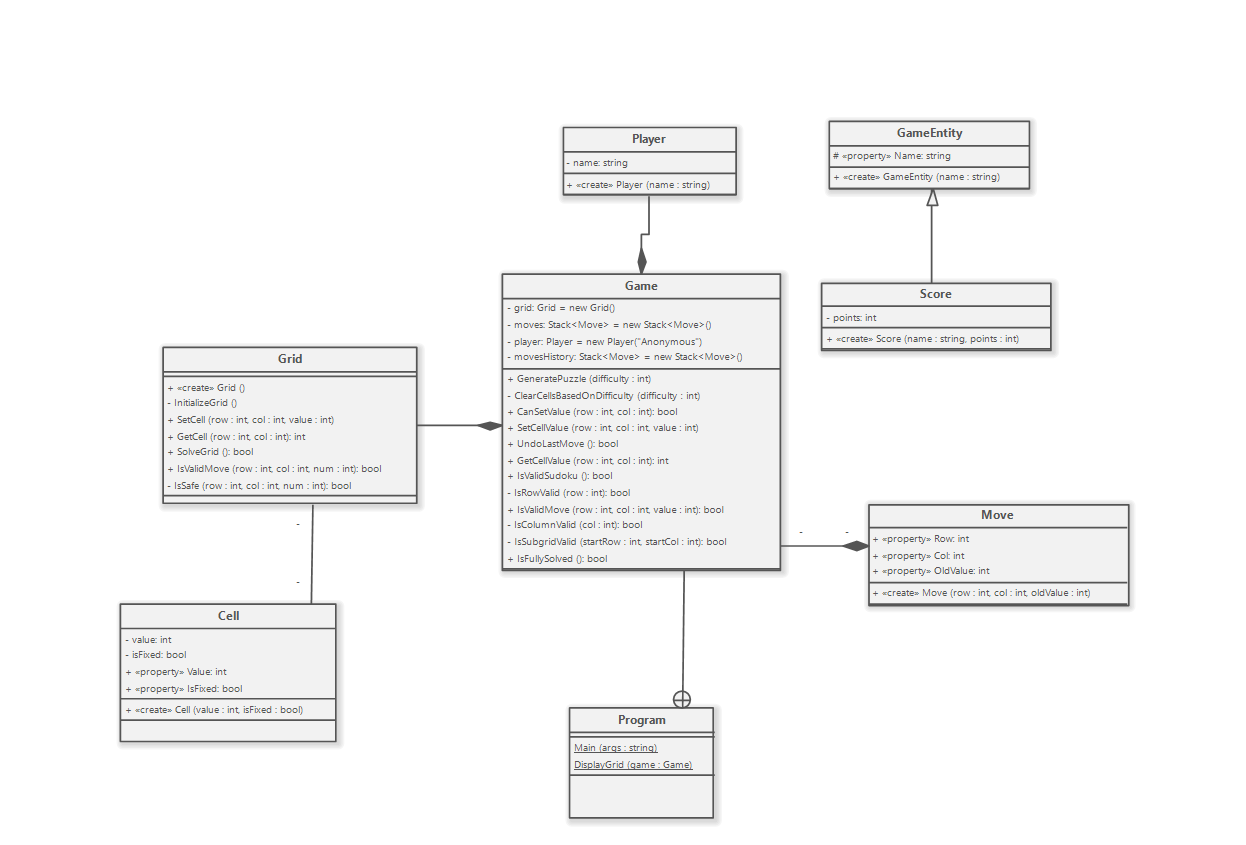 Player
- name: string
+ «create» Player (name : string)
GameEntity
# «property» Name: string
+ «create» GameEntity (name : string)
Game
- grid: Grid = new Grid()
- moves: Stack<Move> = new Stack<Move>()
- player: Player = new Player("Anonymous")
- movesHistory: Stack<Move> = new Stack<Move>()
+ GeneratePuzzle (difficulty : int)
- ClearCellsBasedOnDifficulty (difficulty : int)
+ CanSetValue (row : int, col : int): bool
+ SetCellValue (row : int, col : int, value : int)
+ UndoLastMove (): bool
+ GetCellValue (row : int, col : int): int
+ IsValidSudoku (): bool
- IsRowValid (row : int): bool
+ IsValidMove (row : int, col : int, value : int): bool
- IsColumnValid (col : int): bool
- IsSubgridValid (startRow : int, startCol : int): bool
+ IsFullySolved (): bool
Score
- points: int
+ «create» Score (name : string, points : int)
Grid
+ «create» Grid ()
- InitializeGrid ()
+ SetCell (row : int, col : int, value : int)
+ GetCell (row : int, col : int): int
+ SolveGrid (): bool
+ IsValidMove (row : int, col : int, num : int): bool
- IsSafe (row : int, col : int, num : int): bool
-
-
- -
Move
+ «property» Row: int
+ «property» Col: int
+ «property» OldValue: int
+ «create» Move (row : int, col : int, oldValue : int)
Cell
- value: int
- isFixed: bool
+ «property» Value: int
+ «property» IsFixed: bool
+ «create» Cell (value : int, isFixed : bool)
Program
Main (args : string)
DisplayGrid (game : Game)